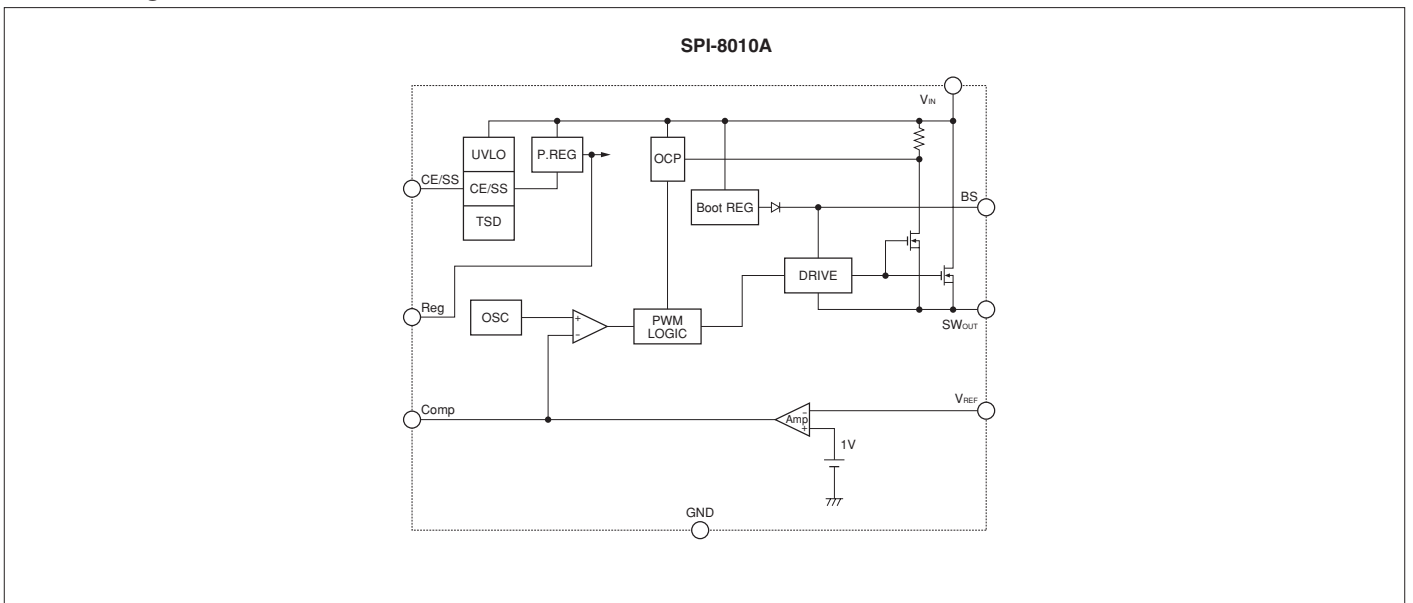 SPI-8010A
VIN
UVLO
P.REG
OCP
CE/SS
CE/SS
BS
Boot REG
TSD
DRIVE
Reg
OSC
+
−
PWM
LOGIC
SWOUT
Comp
VREF
Amp
−
+
1V
GND